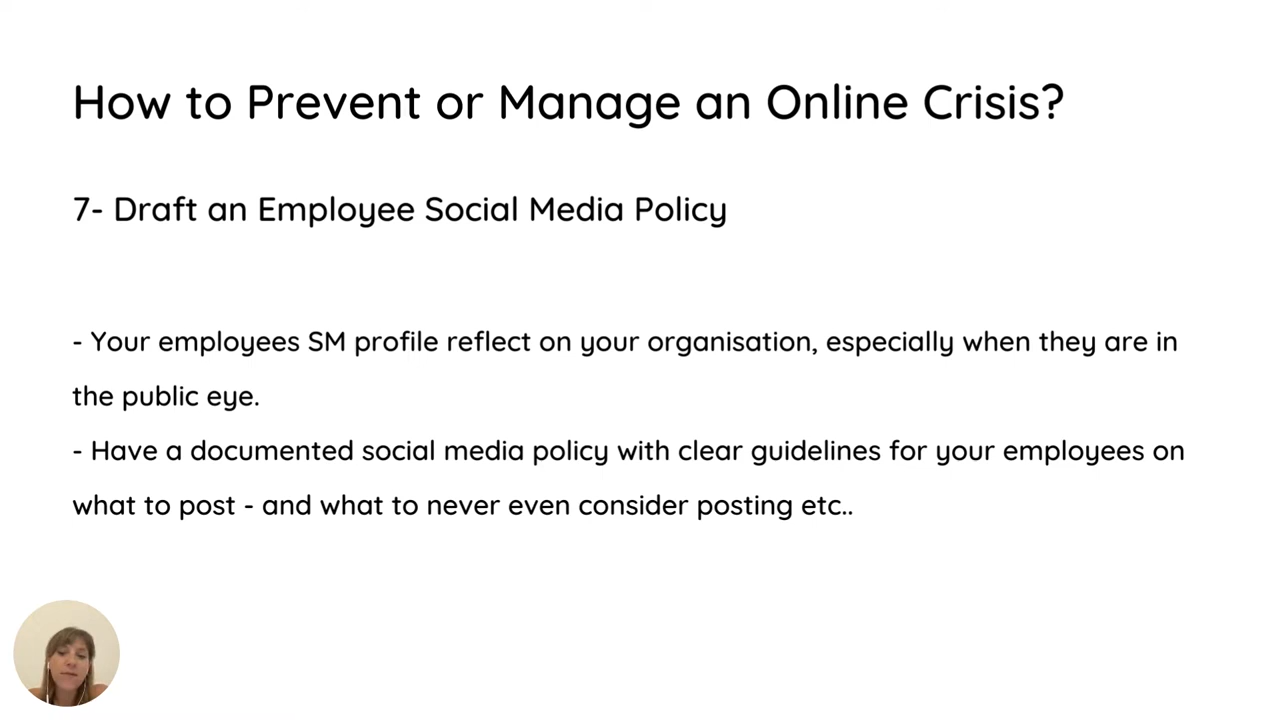 How to Prevent or Manage an Online Crisis?
7- Draft an Employee Social Media Policy
- Your employees SM profile reflect on your organisation, especially when they are in
the public eye.
- Have a documented social media policy with clear guidelines for your employees on
what to post - and what to never even consider posting etc..